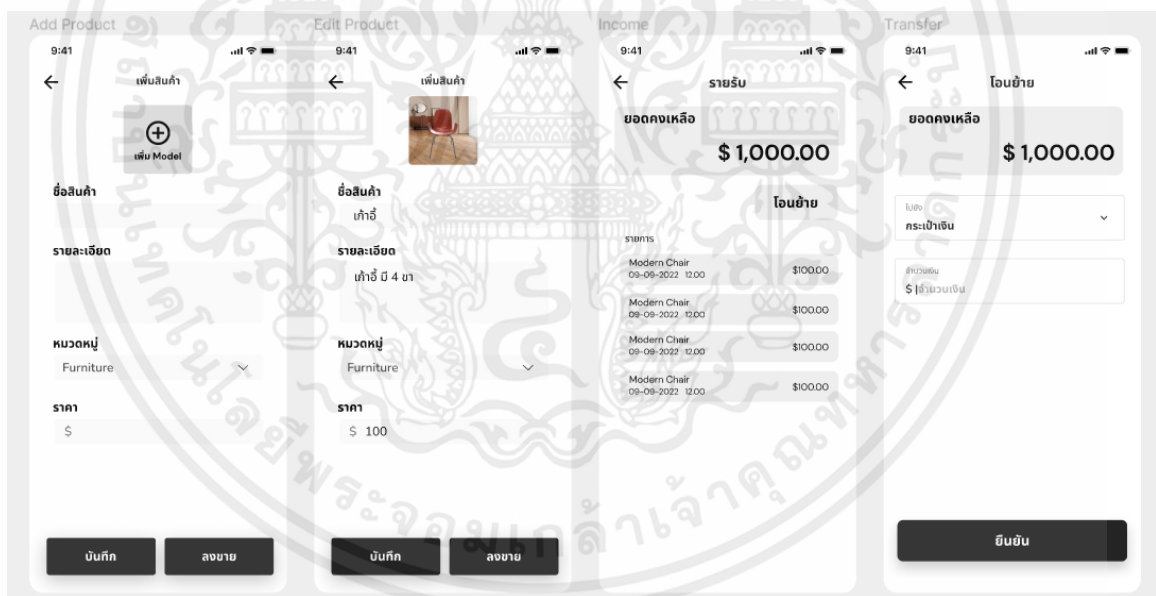 Add Product
9:41
เพิ่มสินค้า
เพิ่ม Model
ชื่อสินค้า
รายละเอียด
หมวดหมู่
Furniture
ราคา
$
บันทึก
ลงขาย
Edit Product
9:41
เพิ่มสินค้า
ชื่อสินค้า
เก้าอี้
รายละเอียด
เก้าอี้ มี 4 ขา
หมวดหมู่
Furniture
ราคา
$ 100
บันทึก
ลงขาย
Income
9:41
รายรับ
ยอดคงเหลือ
$ 1,000.00
โอนย้าย
รายการ
Modern Chair
09-09-2022 12.00
$100.00
Modern Chair
09-09-2022 12.00
$100.00
Modern Chair
09-09-2022 12.00
$100.00
Modern Chair
09-09-2022 12.00
$100.00
Transfer
9:41
โอนย้าย
ยอดคงเหลือ
$ 1,000.00
ไปยัง
กระเป๋าเงิน
จำนวนเงิน
$ |จำนวนเงิน
ยืนยัน